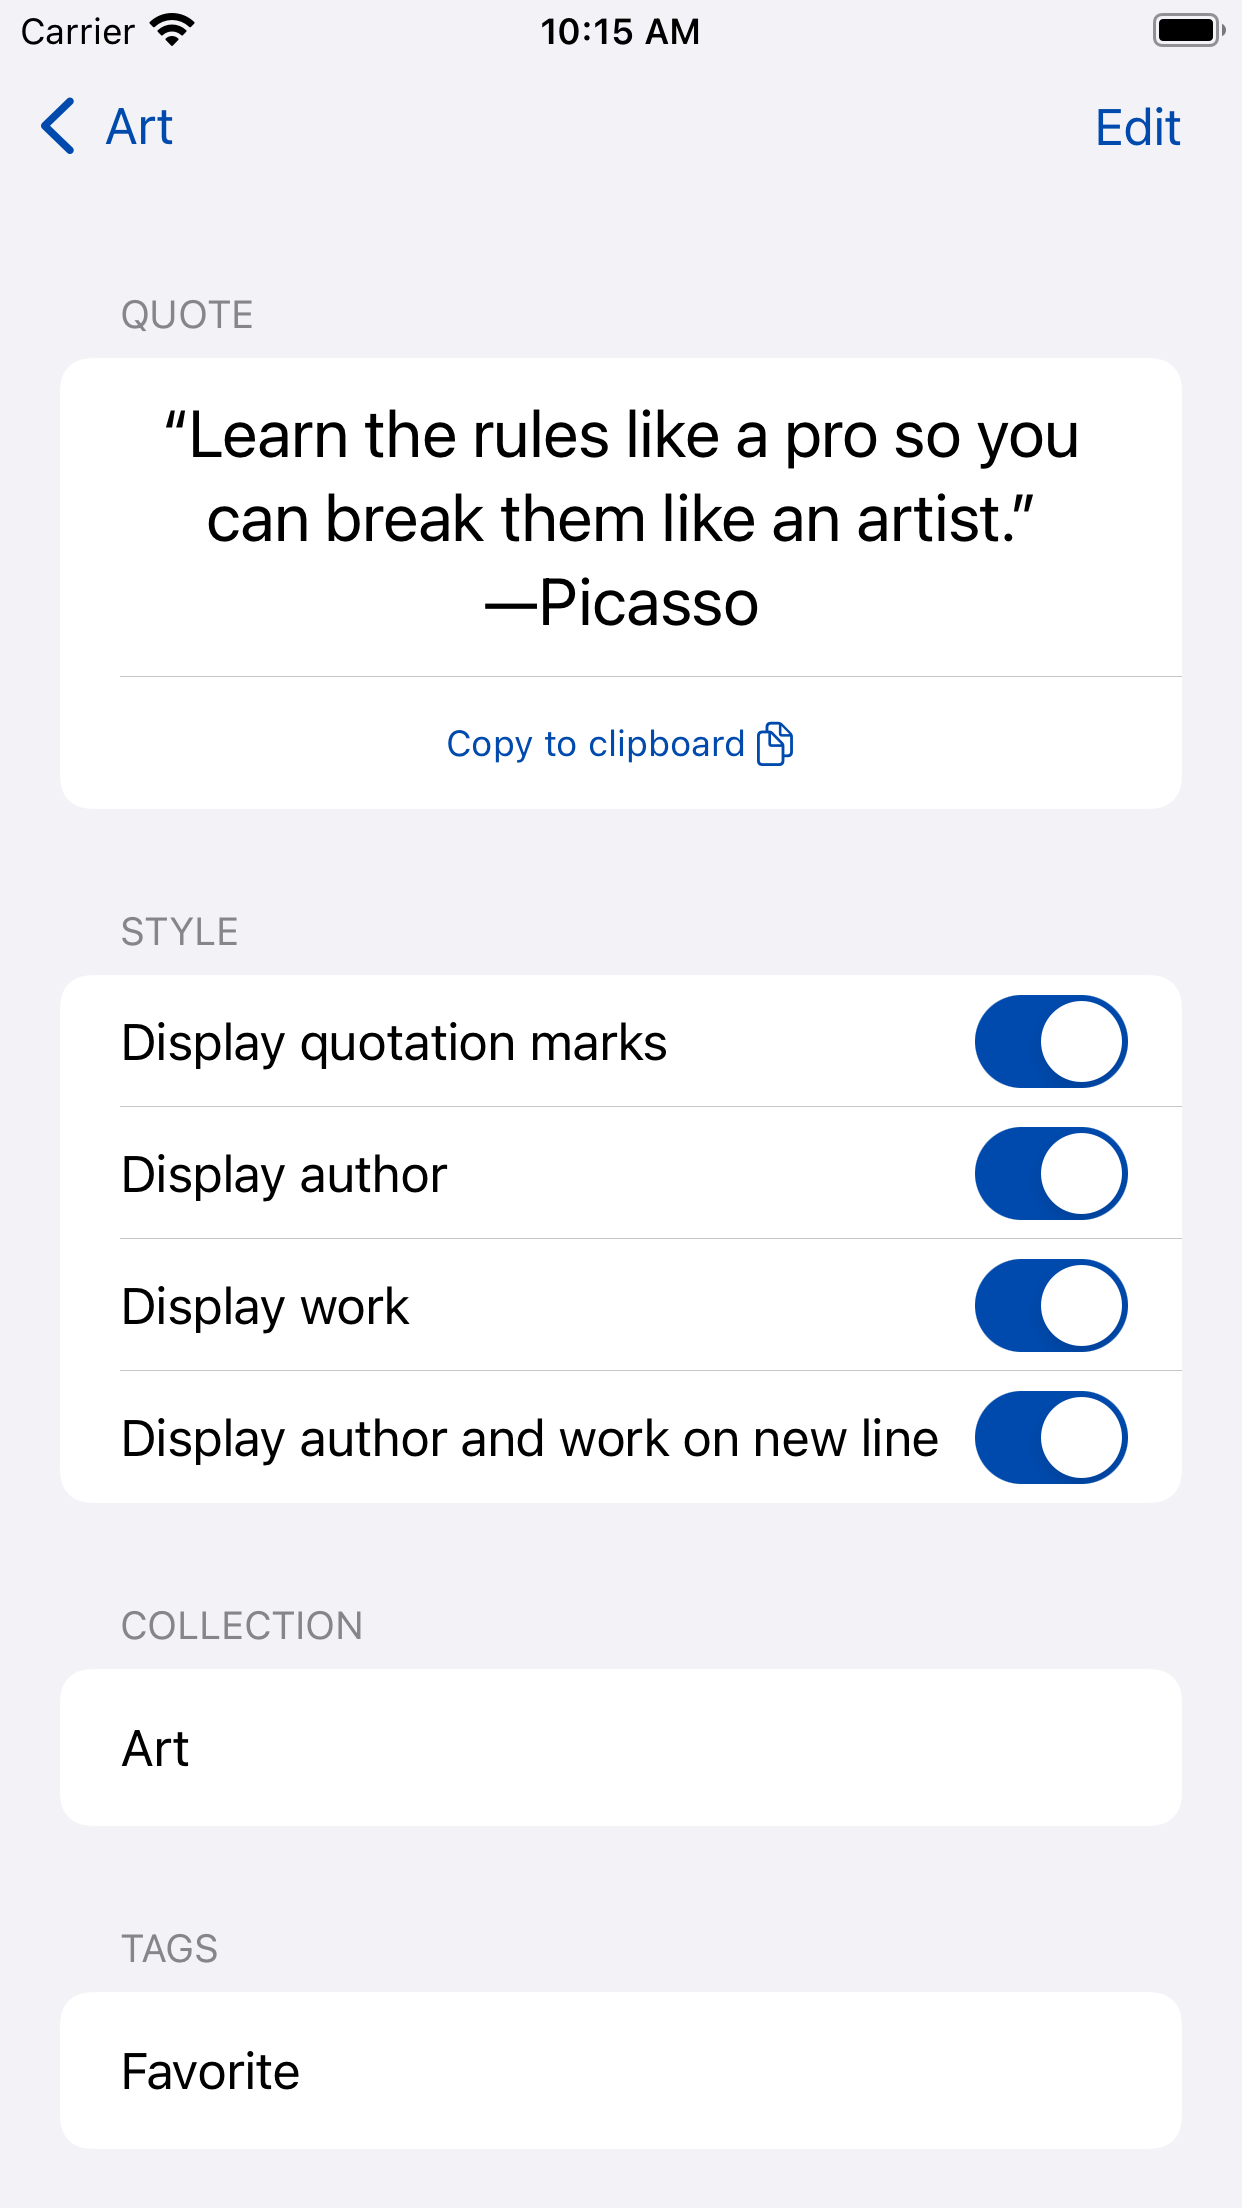 Carrier 10:15 AM
Art Edit
QUOTE
“Learn the rules like a pro so you
can break them like an artist.”
—Picasso
Copy to clipboard
STYLE
Display quotation marks
Display author
Display work
Display author and work on new line
COLLECTION
Art
TAGS
Favorite